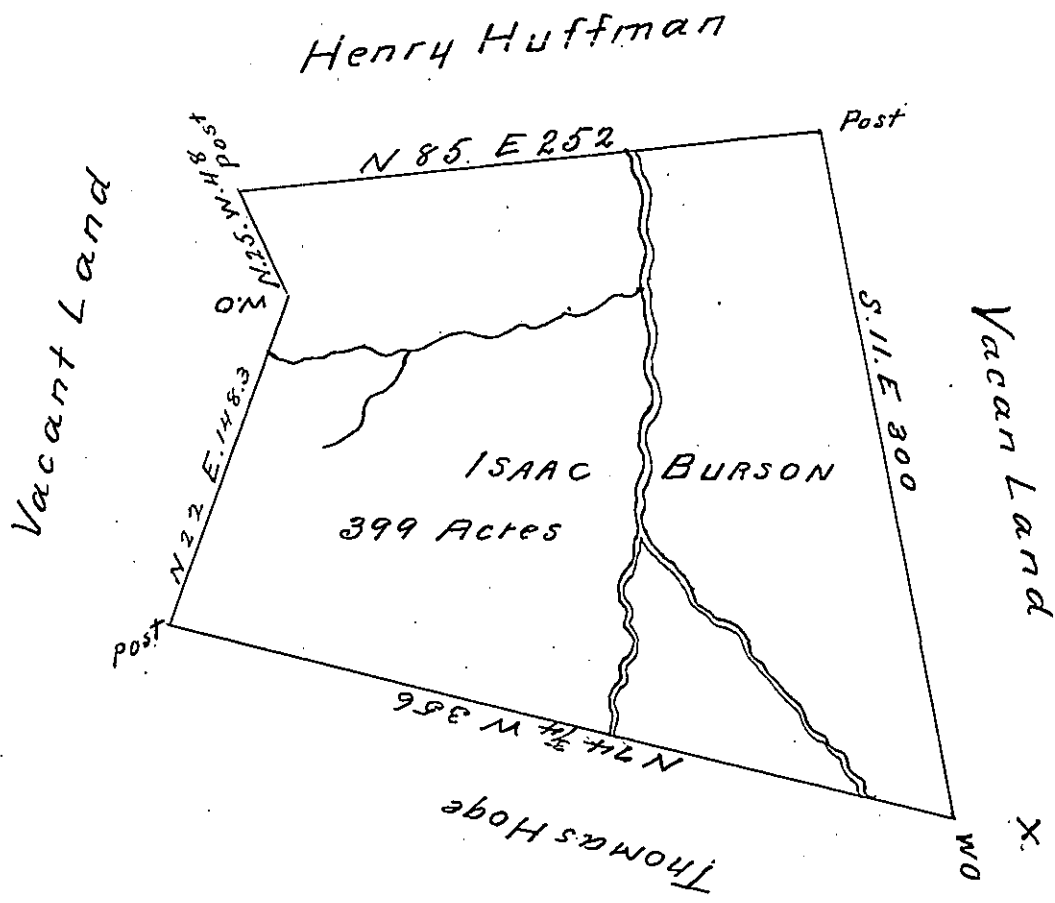 Henry Huffman
Post
N 85. E 252
Post
N.25.W.48
W.O
Vacant Land
N 22 E.148.3
S.11.E 300
Vacan Land
ISAAC BURSON
399 Acres
Post
N 74 3/4 W 356
Thomas Hoge
WO
X